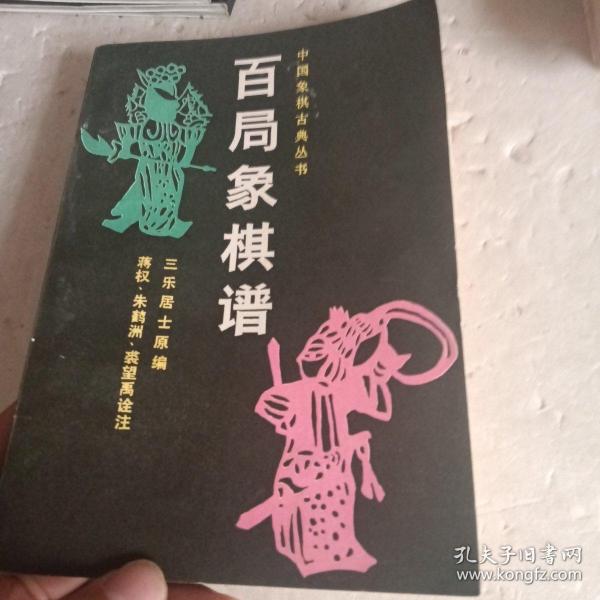 中国象棋古典丛书
百局象棋谱
三乐居士原编
蒋权、朱鹤洲、裘望禹诠注
孔夫子旧书网
www.kongfz.com